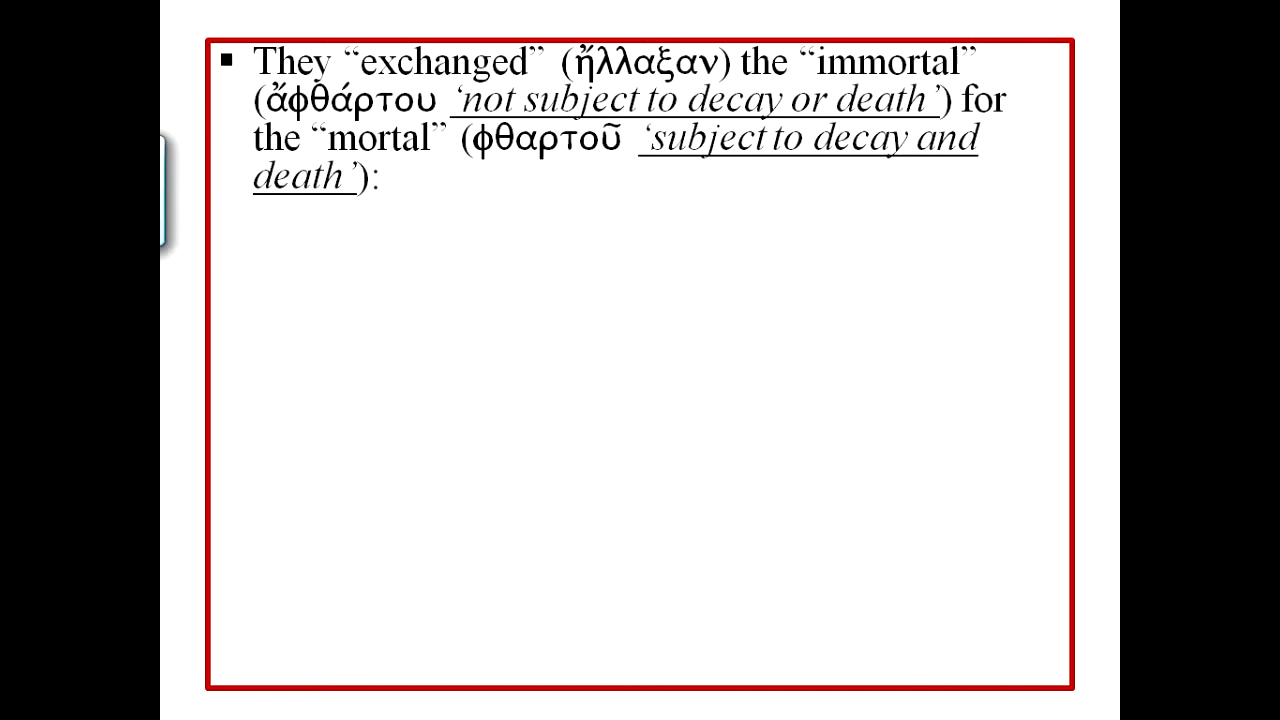 ▪ They “exchanged” (ἤλλαξαν) the “immortal”
(ἄφθάρτου ‘not subject to decay or death’) for
the “mortal” (φθαρτοῦ ‘subject to decay and
death’):